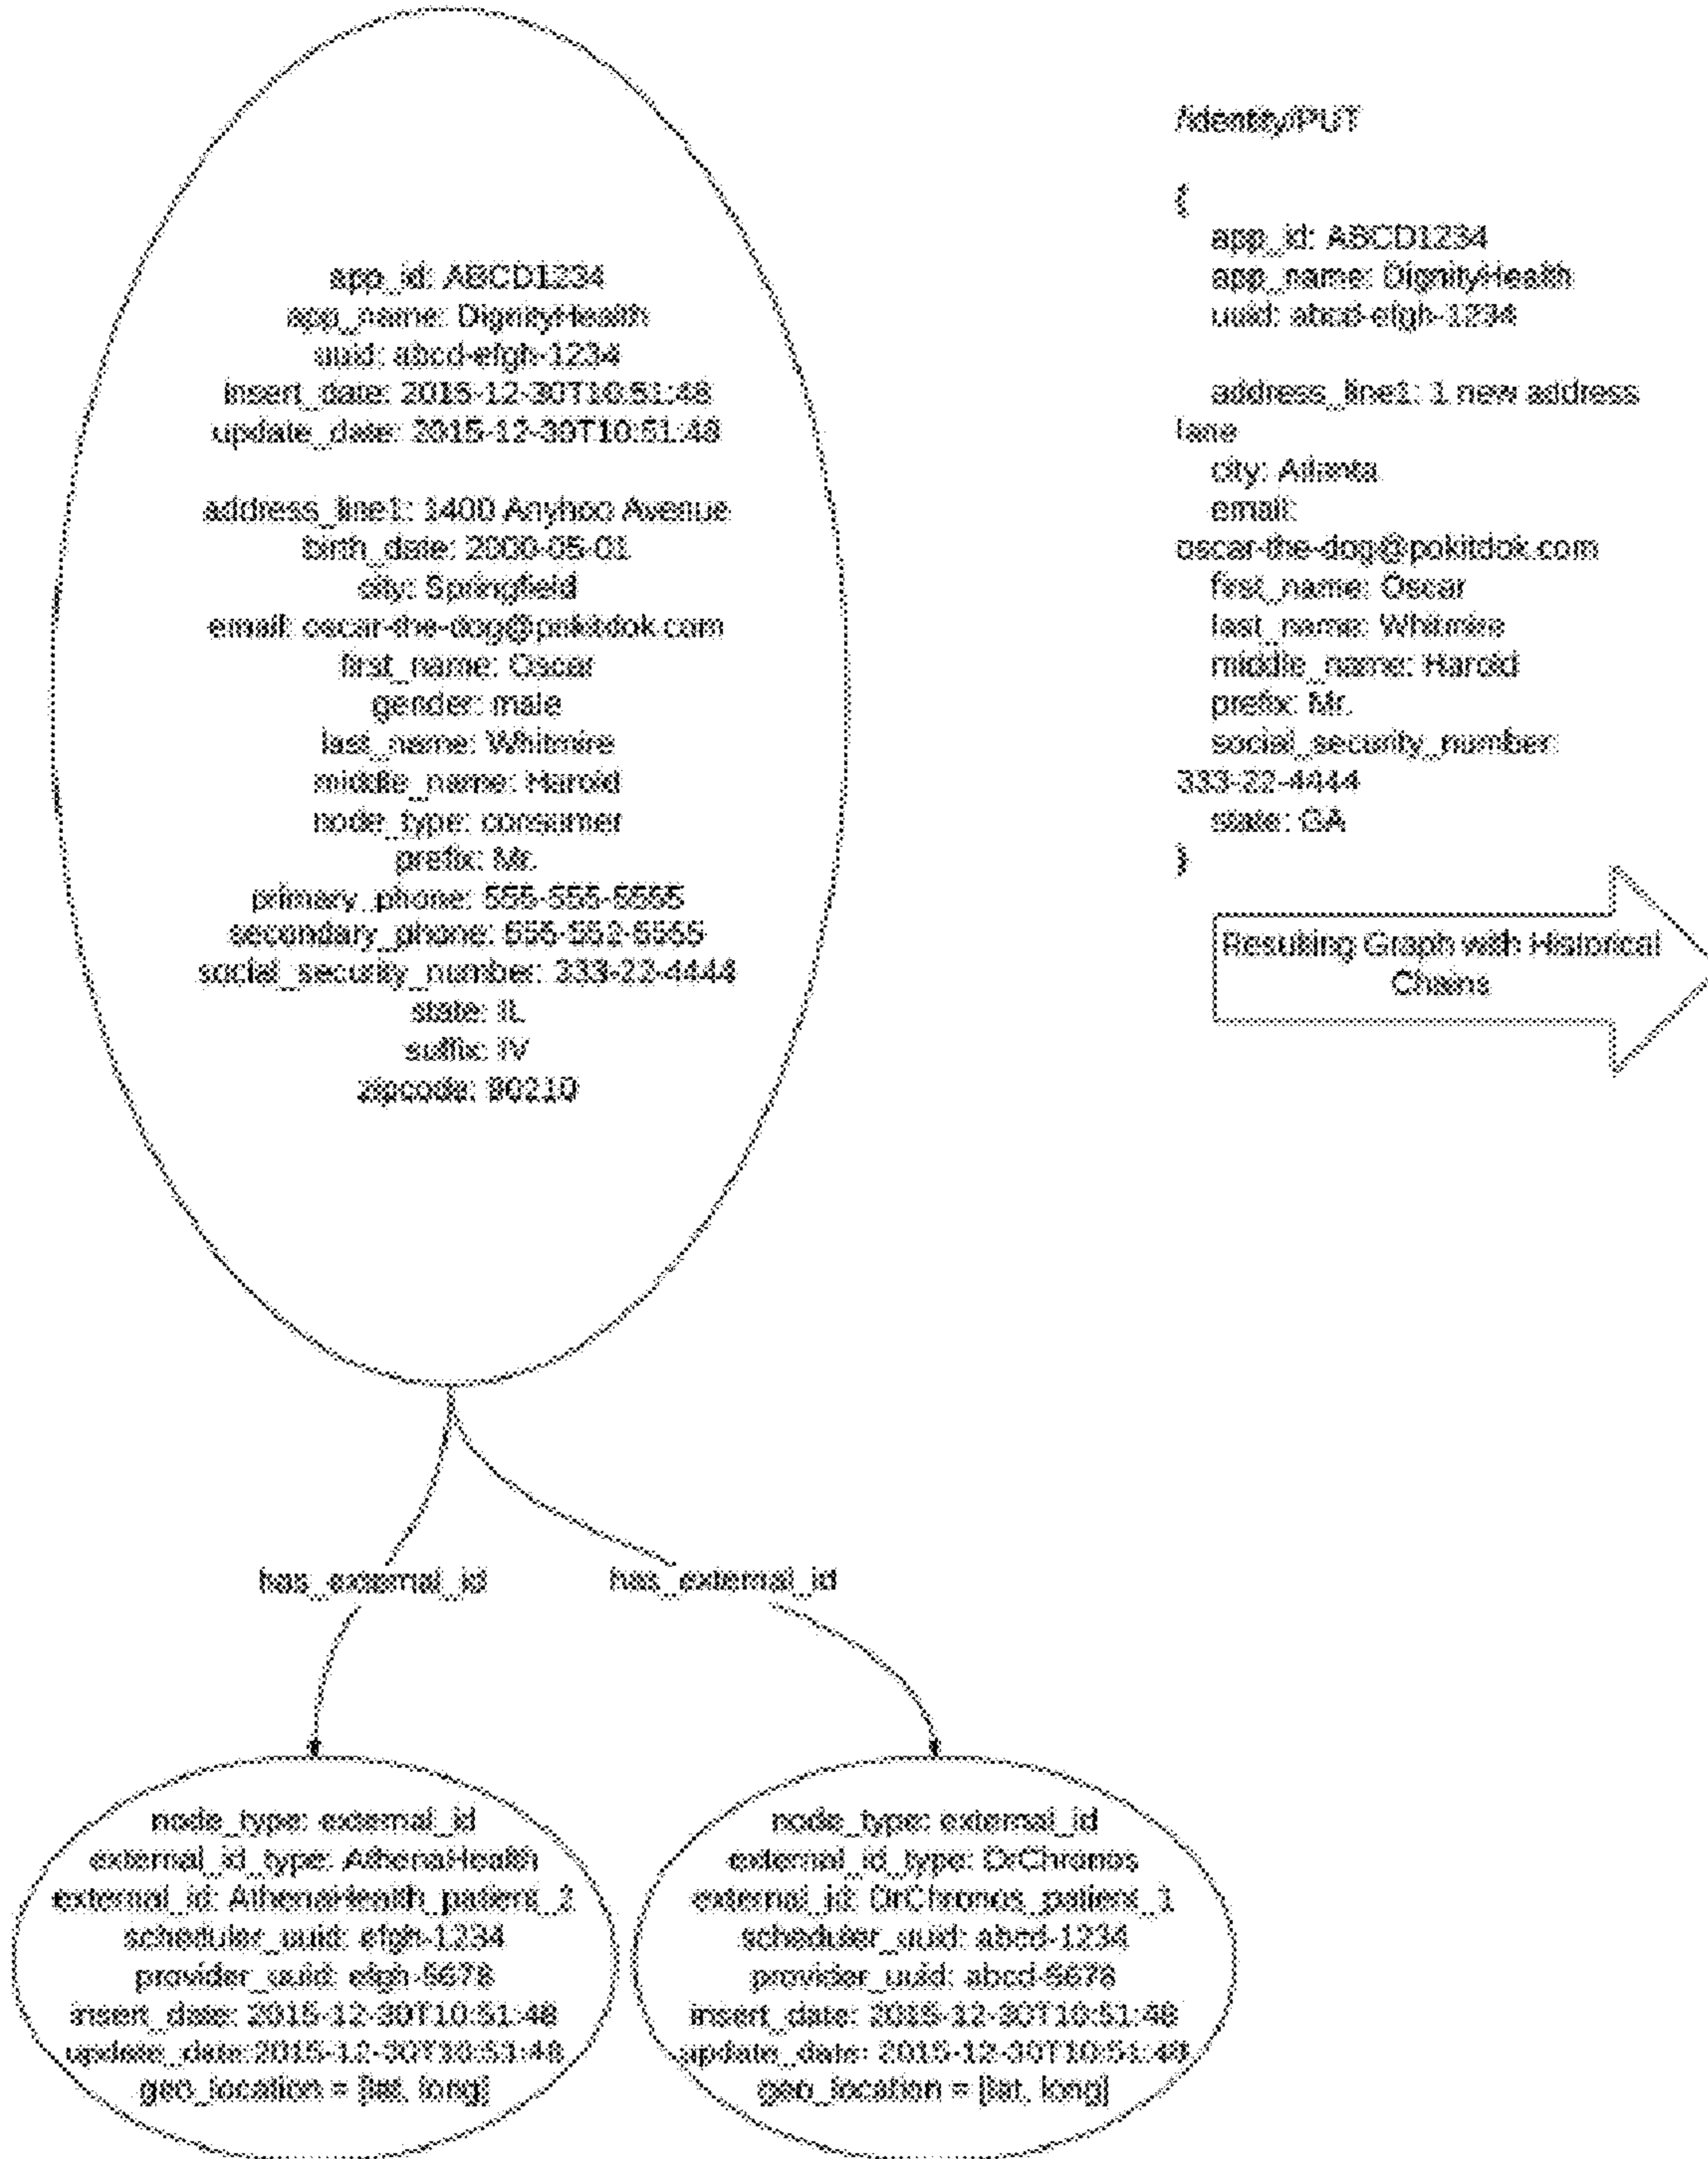 app_id: ABCD1234
app_name: DignityHealth
uuid: abcd-efgh-1234
insert_date: 2015-12-30T10:51:48
update_date: 2015-12-30T10:51:48
address_line1: 1400 Anyhoo Avenue
birth_date: 2000-05-01
city: Springfield
email: oscar-the-dog@pokitdok.com
first_name: Oscar
gender: male
last_name: Whitmire
middle_name: Harold
node_type: consumer
prefix: Mr.
primary_phone: 555-555-5555
secondary_phone: 555-552-5555
social_security_number: 333-22-4444
state: IL
suffix: IV
zipcode: 90210
/identity/PUT
{
app_id: ABCD1234
app_name: DignityHealth
uuid: abcd-efgh-1234
address_line1: 1 new address
lane
city: Atlanta
email:
oscar-the-dog@pokitdok.com
first_name: Oscar
last_name: Whitmire
middle_name: Harold
prefix: Mr.
social_security_number:
333-22-4444
state: GA
}
Resulting Graph with Historical
Chains
has_external_id
has_external_id
node_type: external_id
external_id_type: AthenaHealth
external_id: AthenaHealth_patient_2
scheduler_uuid: efgh-1234
provider_uuid: efgh-5678
insert_date: 2015-12-30T10:51:48
update_date:2015-12-30T10:51:48
geo_location = [lat, long]
node_type: external_id
external_id_type: DrChronos
external_id: DrChronos_patient_1
scheduler_uuid: abcd-1234
provider_uuid: abcd-5678
insert_date: 2015-12-30T10:51:48
update_date: 2015-12-30T10:51:48
geo_location = [lat, long]